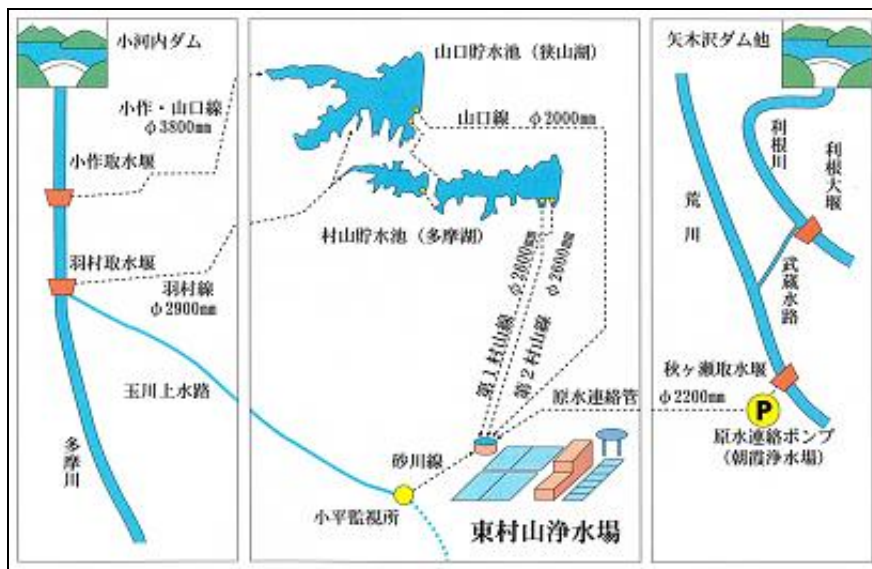 小河内ダム
小作・山口線
φ3800mm
小作取水堰
羽村取水堰
羽村線
φ2900mm
玉川上水路
多摩川
山口貯水池（狭山湖）
山口線　φ2000mm
村山貯水池（多摩湖）
φ2600mm
φ2600mm
第1村山線
第2村山線
原水連絡管
砂川線
小平監視所
東村山浄水場
矢木沢ダム他
利根川
利根大堰
荒川
武蔵水路
秋ヶ瀬取水堰
φ2200mm
P
原水連絡ポンプ
（朝霞浄水場）